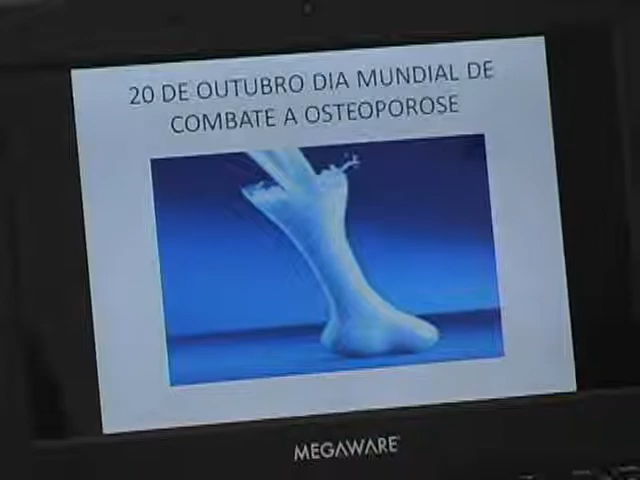 20 DE OUTUBRO DIA MUNDIAL DE
COMBATE A OSTEOPOROSE
MEGAWARE